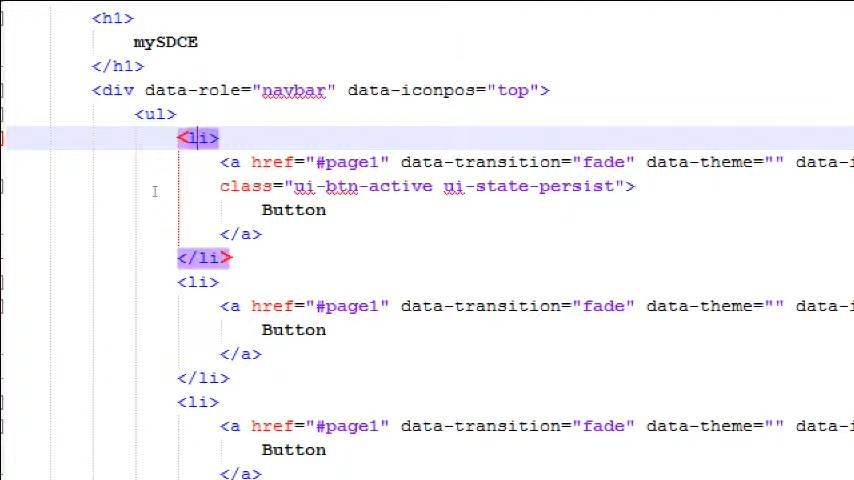 <h1>
mySDCE
</h1>
<div data-role="navbar" data-iconpos="top">
<ul>
<li>
<a href="#page1" data-transition="fade" data-theme="" data-i
class="ui-btn-active ui-state-persist">
Button
</a>
</li>
<li>
<a href="#page1" data-transition="fade" data-theme="" data-i
Button
</a>
</li>
<li>
<a href="#page1" data-transition="fade" data-theme="" data-i
Button
</a>